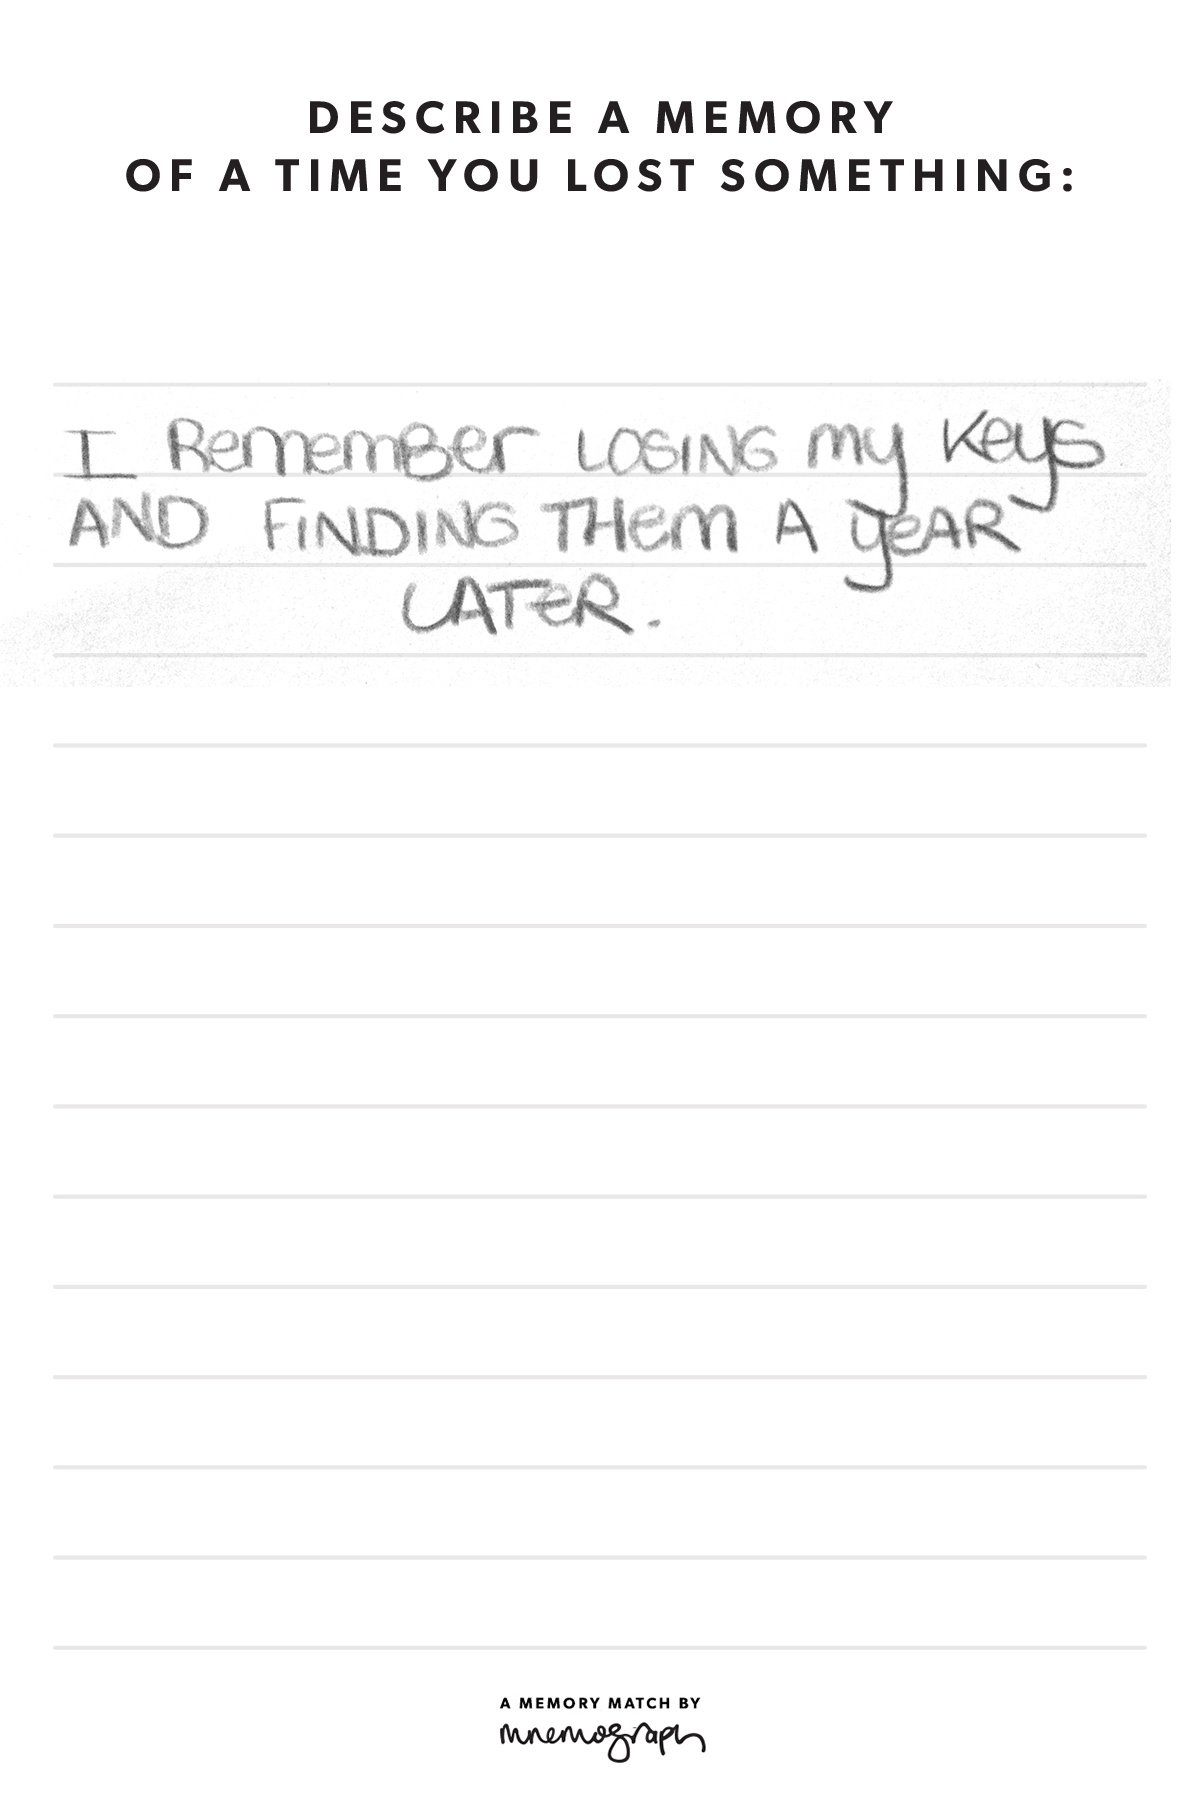 DESCRIBE A MEMORY
OF A TIME YOU LOST SOMETHING:
I Remember LOSING my Keys
AND FINDING THem A yeAR
LATER.
A MEMORY MATCH BY
mnemograph